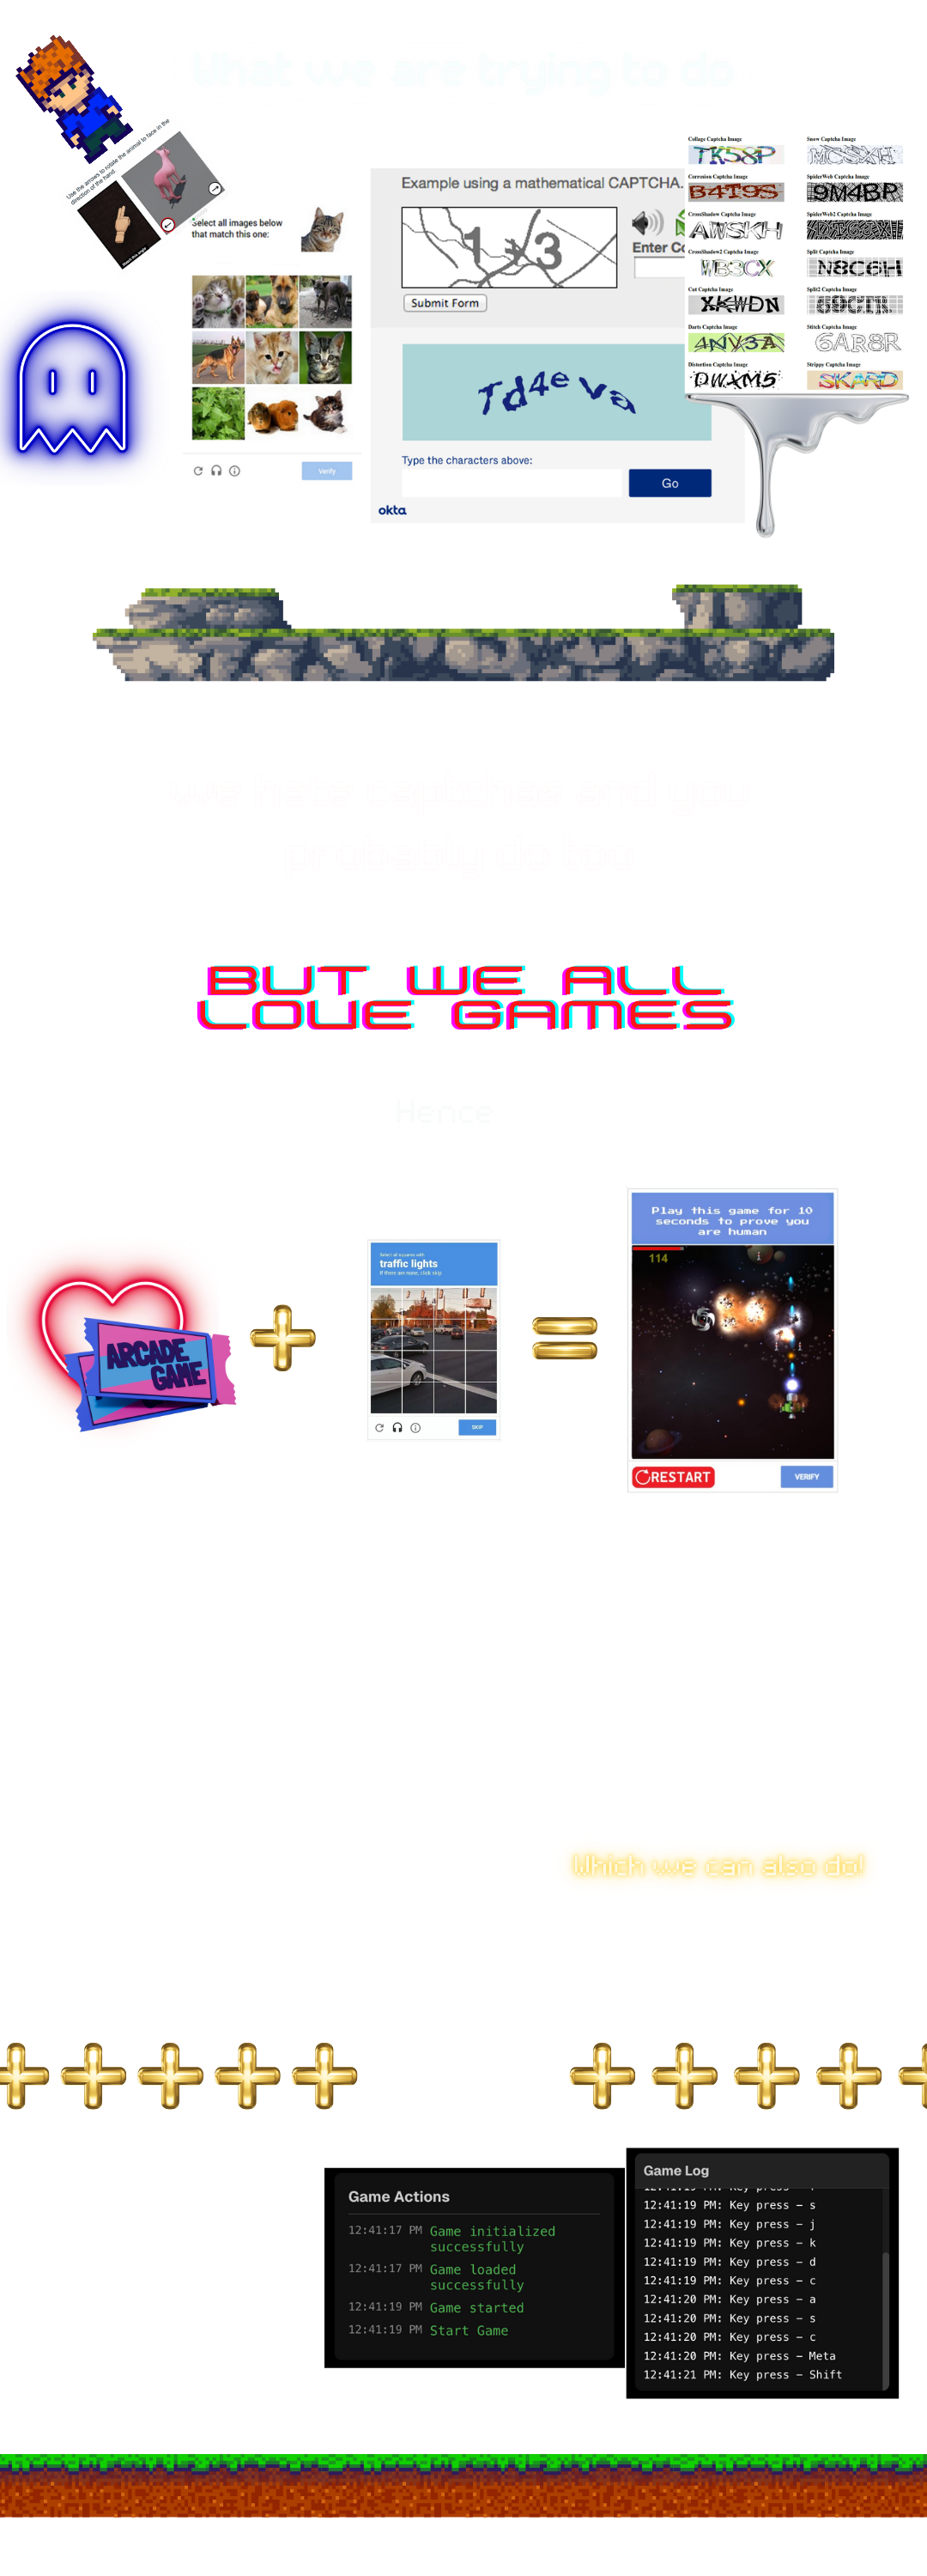 What we are trying to do
Use the arrows to rotate the animal to face in the
direction of the hand.
Select all images below
that match this one:
Verify
Example using a mathematical CAPTCHA.
1+3
Enter Co
Submit Form
Td4eva
Type the characters above:
Go
okta
Collage Captcha Image
TK58P
Corrosion Captcha Image
B4T9S
CrossShadow Captcha Image
AWSKH
CrossShadow2 Captcha Image
WB3CX
Cut Captcha Image
XKWDN
Darts Captcha Image
4NV3A
Distortion Captcha Image
DWXM5
Snow Captcha Image
MCSXH
SpiderWeb Captcha Image
9M4BP
SpiderWeb2 Captcha Image
Split Captcha Image
N8C6H
Split2 Captcha Image
Stitch Captcha Image
6AR8R
Strippy Captcha Image
SKARD
we hate captchas and you
probably do too
BUT WE ALL
LOVE GAMES
Hence
ARCADE
GAME
Select all squares with
traffic lights
If there are none, click skip
SKIP
Play this game for 10
seconds to prove you
are human
114
RESTART
VERIFY
Which we can also do!
Game Actions
12:41:17 PM Game initialized
successfully
12:41:17 PM Game loaded
successfully
12:41:19 PM Game started
12:41:19 PM Start Game
Game Log
12:41:19 PM: Key press – s
12:41:19 PM: Key press – j
12:41:19 PM: Key press – k
12:41:19 PM: Key press – d
12:41:19 PM: Key press – c
12:41:20 PM: Key press – a
12:41:20 PM: Key press – s
12:41:20 PM: Key press – c
12:41:20 PM: Key press – Meta
12:41:21 PM: Key press – Shift